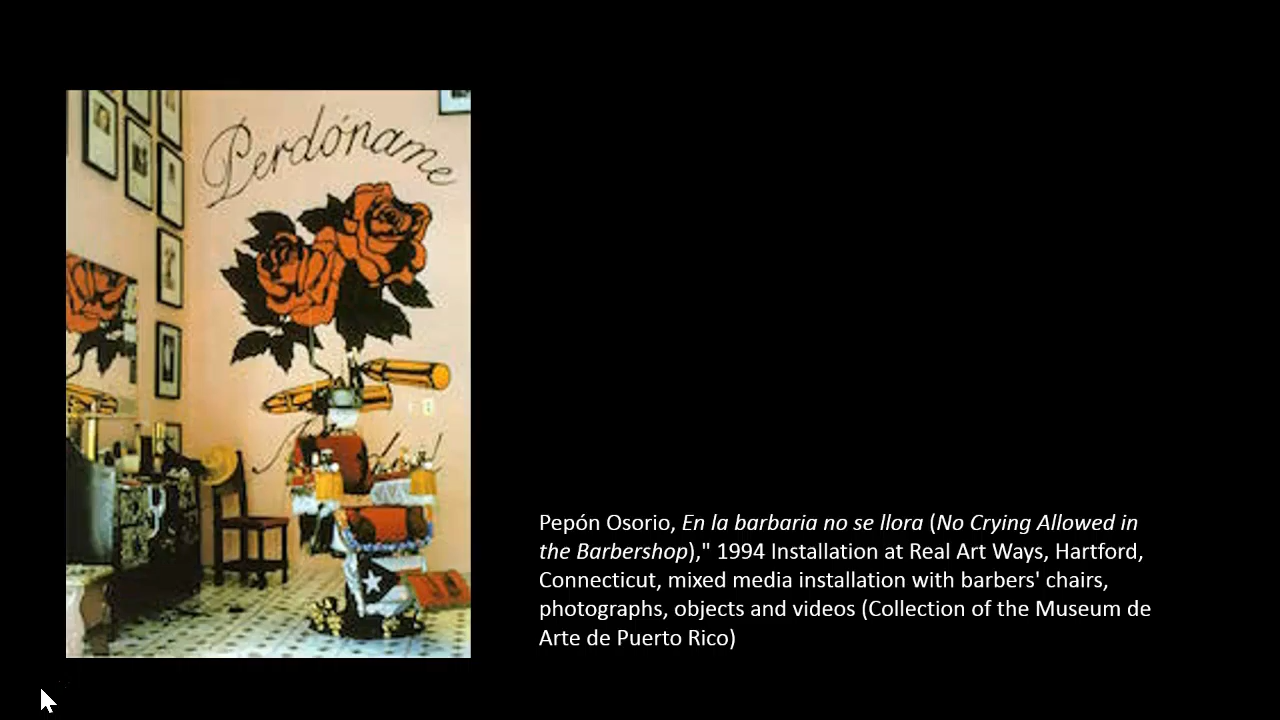 Perdóname
Pepón Osorio, En la barbaria no se llora (No Crying Allowed in
the Barbershop)," 1994 Installation at Real Art Ways, Hartford,
Connecticut, mixed media installation with barbers' chairs,
photographs, objects and videos (Collection of the Museum de
Arte de Puerto Rico)